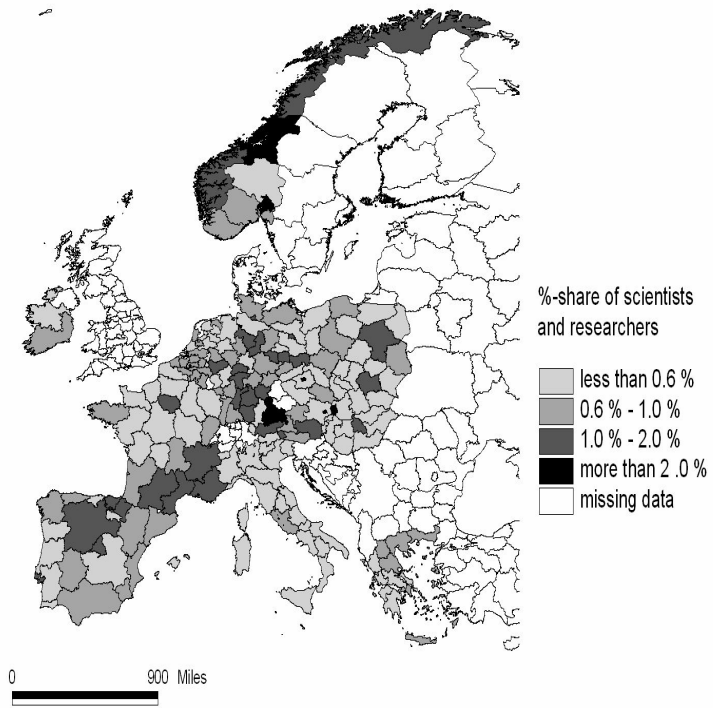 %-share of scientists
and researchers
less than 0.6 %
0.6 % - 1.0 %
1.0 % - 2.0 %
more than 2 .0 %
missing data
0 900 Miles